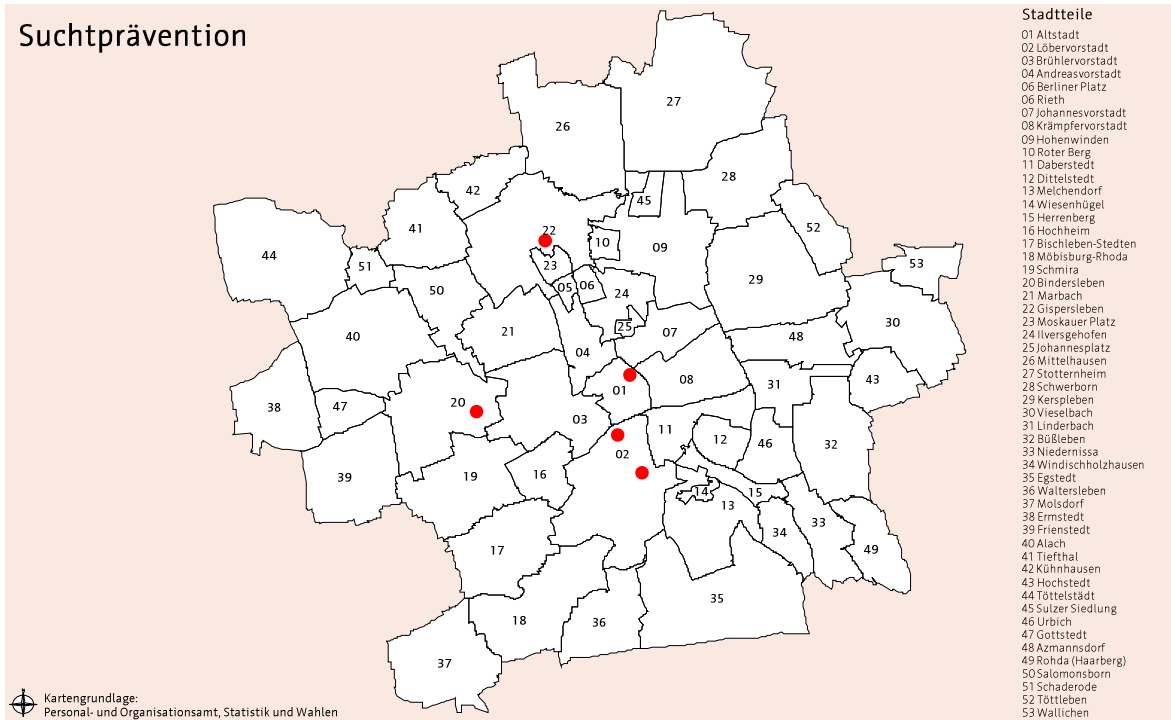 Suchtprävention
Stadtteile
01 Altstadt
02 Löbervorstadt
03 Brühlervorstadt
04 Andreasvorstadt
06 Berliner Platz
06 Rieth
07 Johannesvorstadt
08 Krämpfervorstadt
09 Hohenwinden
10 Roter Berg
11 Daberstedt
12 Dittelstedt
13 Melchendorf
14 Wiesenhügel
15 Herrenberg
16 Hochheim
17 Bischleben-Stedten
18 Möbisburg-Rhoda
19 Schmira
20 Bindersleben
21 Marbach
22 Gispersleben
23 Moskauer Platz
24 Ilversgehofen
25 Johannesplatz
26 Mittelhausen
27 Stotternheim
28 Schwerborn
29 Kerspleben
30 Vieselbach
31 Linderbach
32 Büßleben
33 Niedernissa
34 Windischholzhausen
35 Egstedt
36 Waltersleben
37 Molsdorf
38 Ermstedt
39 Frienstedt
40 Alach
41 Tiefthal
42 Kühnhausen
43 Hochstedt
44 Töttelstädt
45 Sulzer Siedlung
46 Urbich
47 Gottstedt
48 Azmannsdorf
49 Rohda (Haarberg)
50 Salomonsborn
51 Schaderode
52 Töttleben
53 Wallichen
27
26
28
42
45
41
52
22
10
09
44
23
53
51
29
05
06
50
24
30
25
21
07
40
48
04
08
43
31
01
20
38
47
03
11
12
46
32
02
16
19
39
14
15
13
33
34
17
49
35
18
36
37
Kartengrundlage:
Personal- und Organisationsamt, Statistik und Wahlen